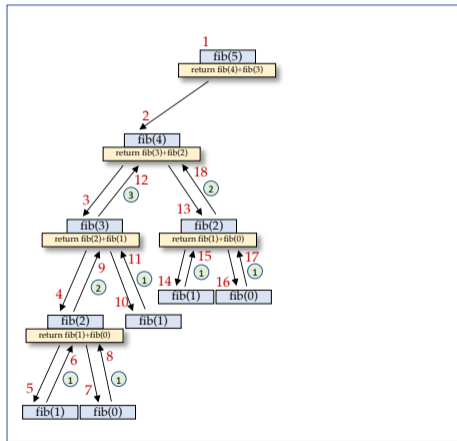 1
fib(5)
return fib(4)+fib(3)
2
fib(4)
return fib(3)+fib(2)
3
12
3
13
18
2
fib(3)
return fib(2)+fib(1)
fib(2)
return fib(1)+fib(0)
4
9
2
10
11
1
14
15
1
16
17
1
fib(1)
fib(1)
fib(0)
fib(2)
return fib(1)+fib(0)
5
6
1
7
8
1
fib(1)
fib(0)